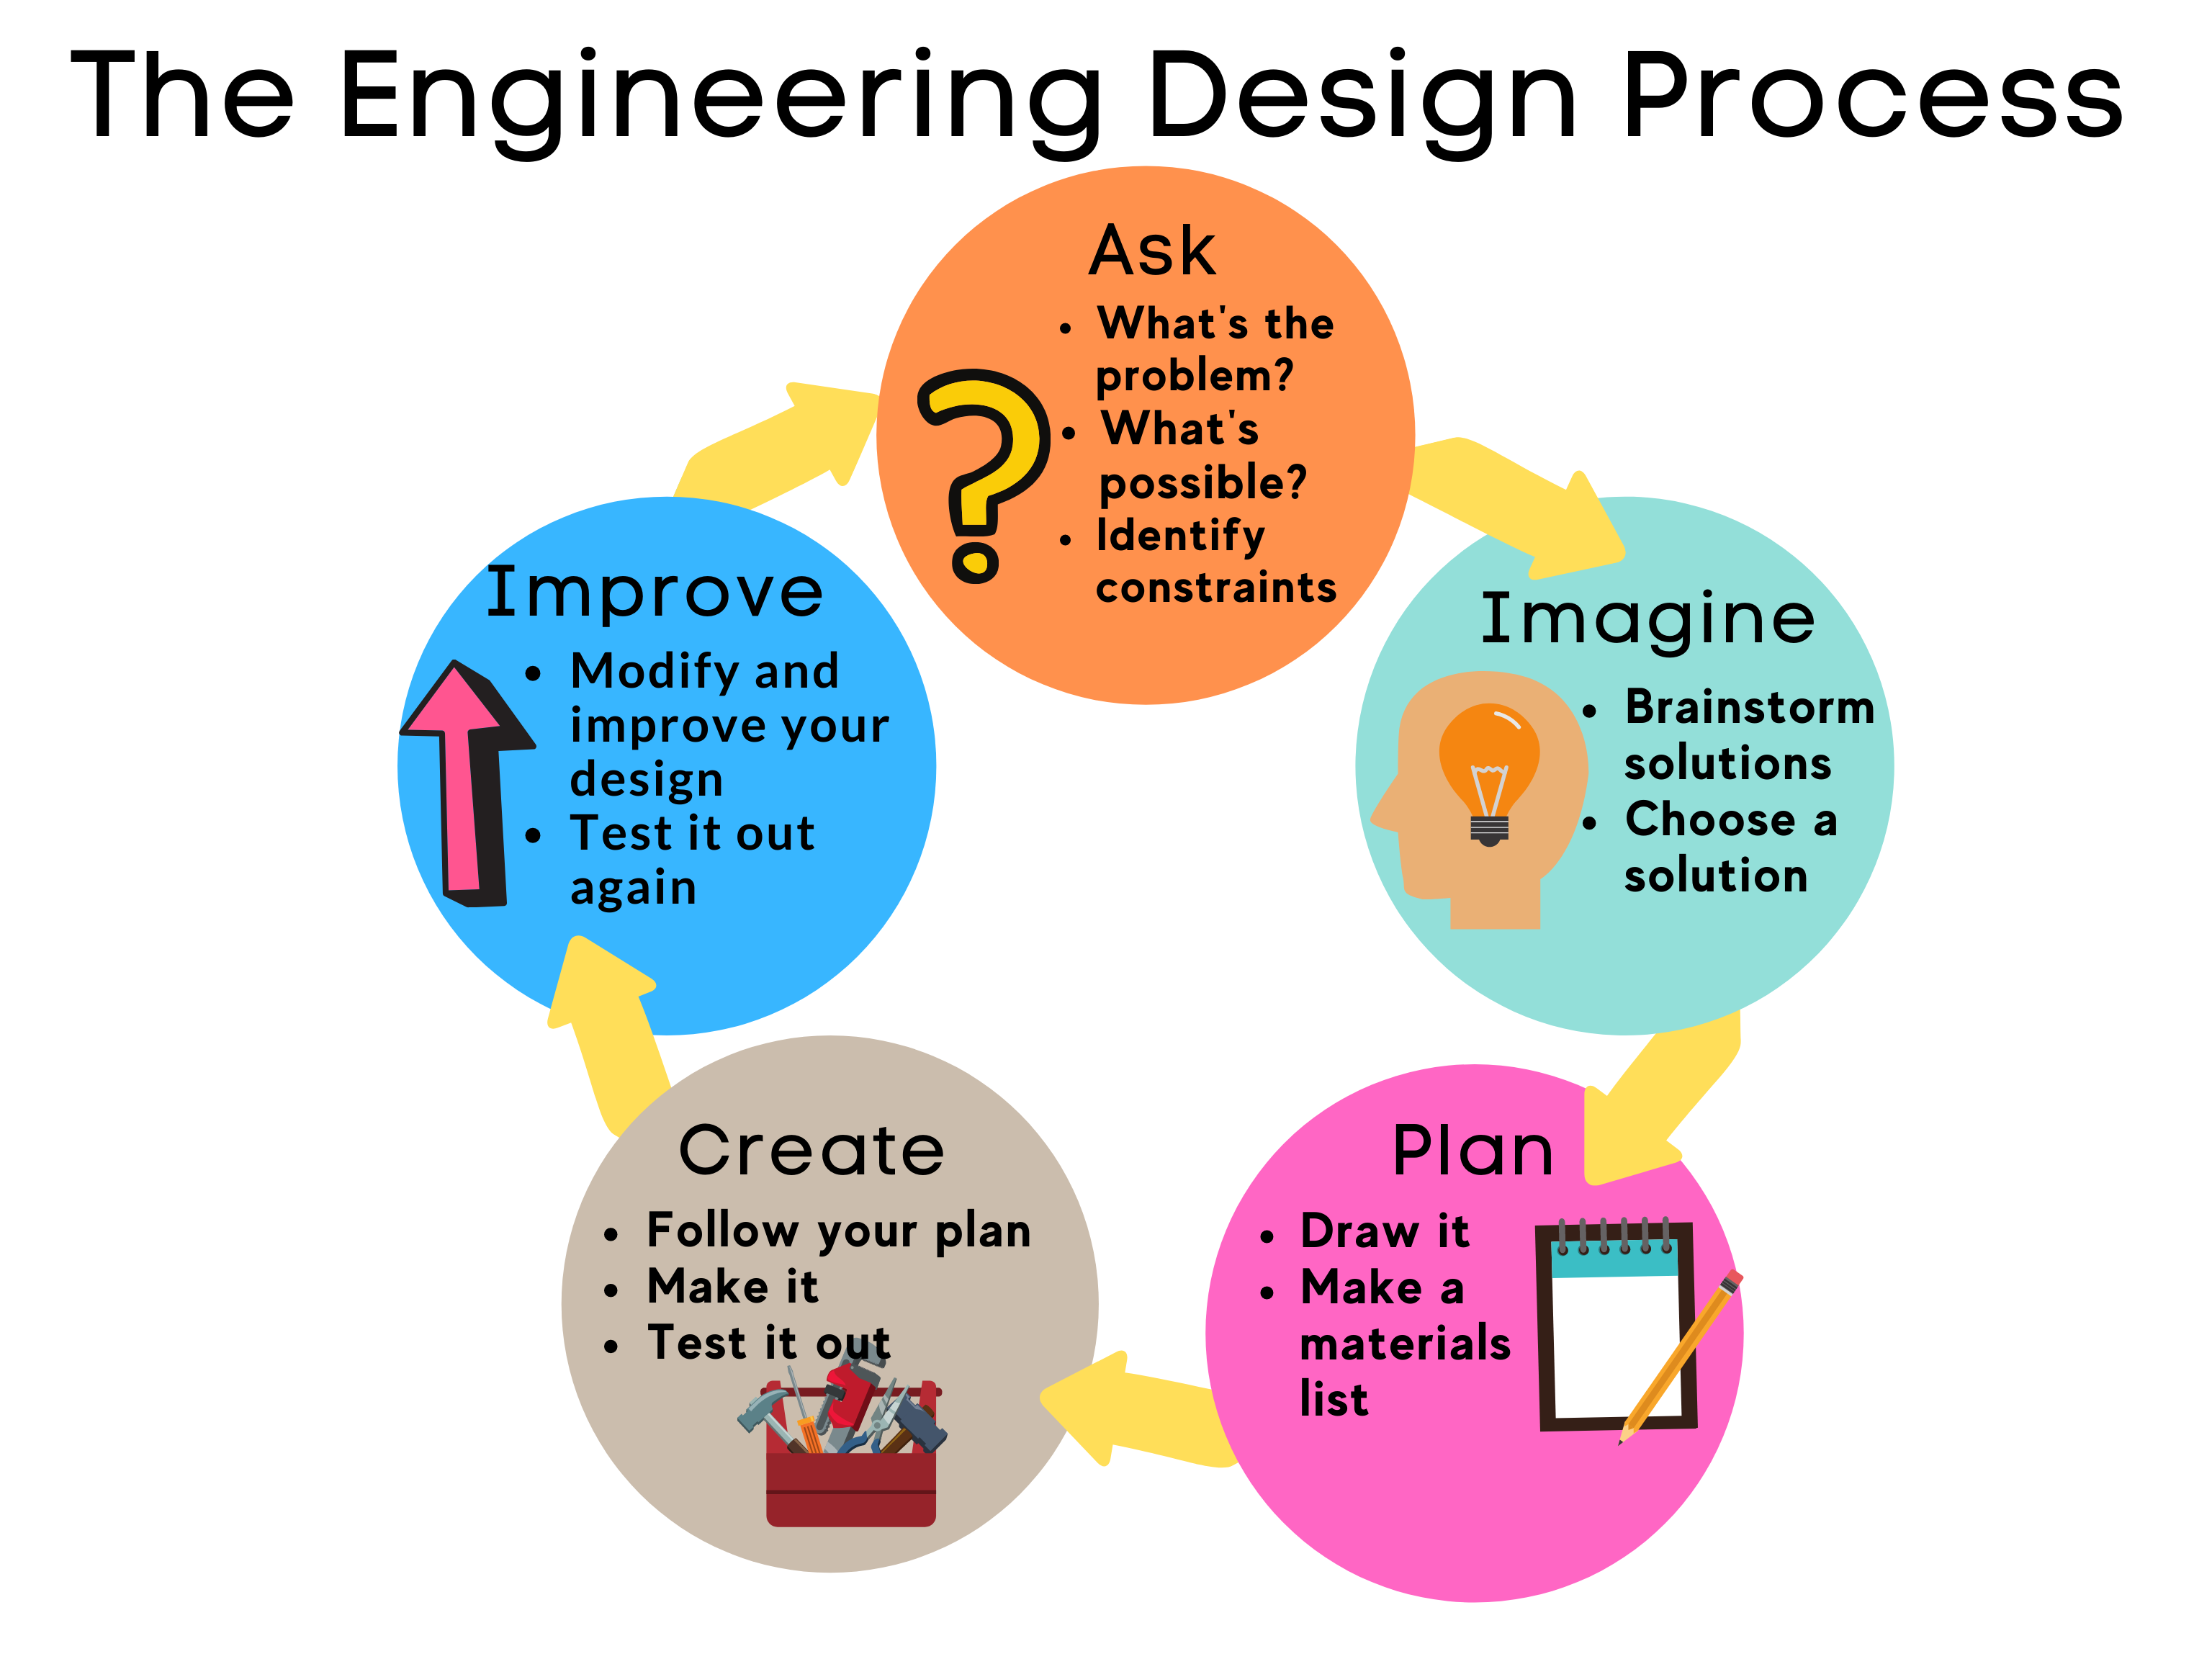 The Engineering Design Process
Ask
• What's the
problem?
• What's
possible?
• Identify
constraints
Imagine
• Brainstorm
solutions
• Choose a
solution
Plan
• Draw it
• Make a
materials
list
Create
• Follow your plan
• Make it
• Test it out
Improve
• Modify and
improve your
design
• Test it out
again